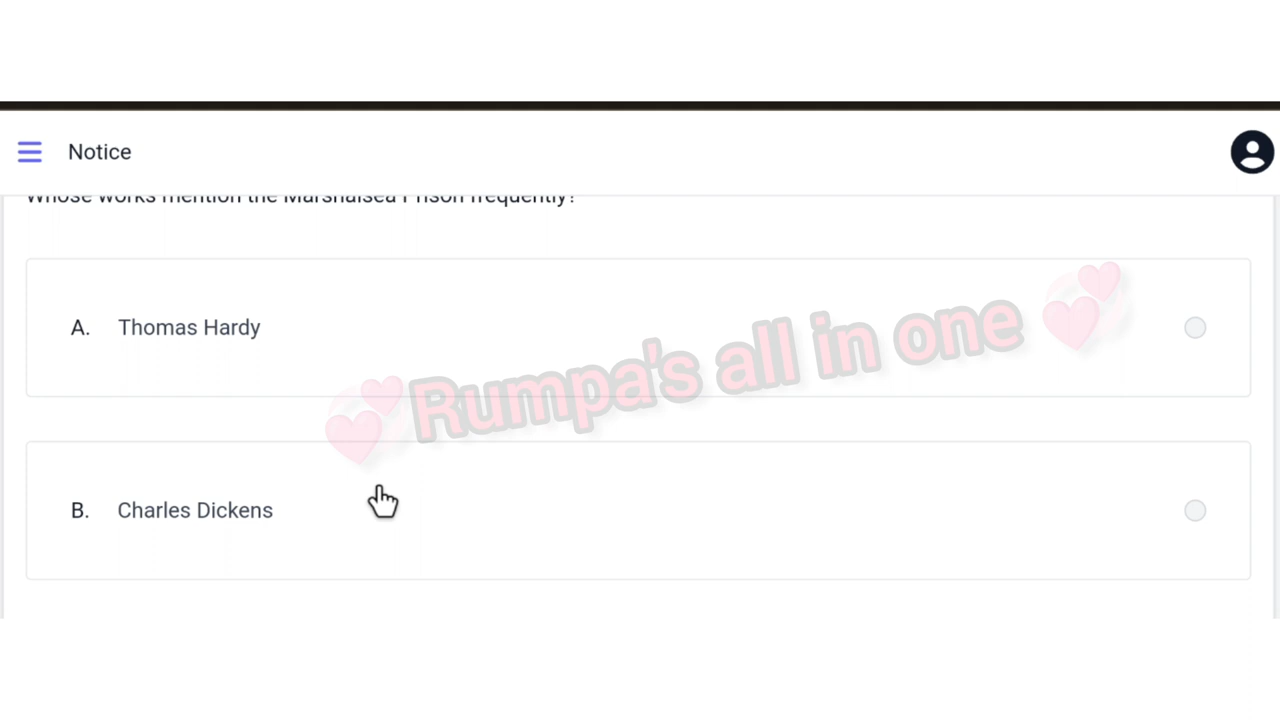 Notice
Whose works mention the Marshalsea Prison frequently?
A. Thomas Hardy
Rumpa's all in one
B. Charles Dickens